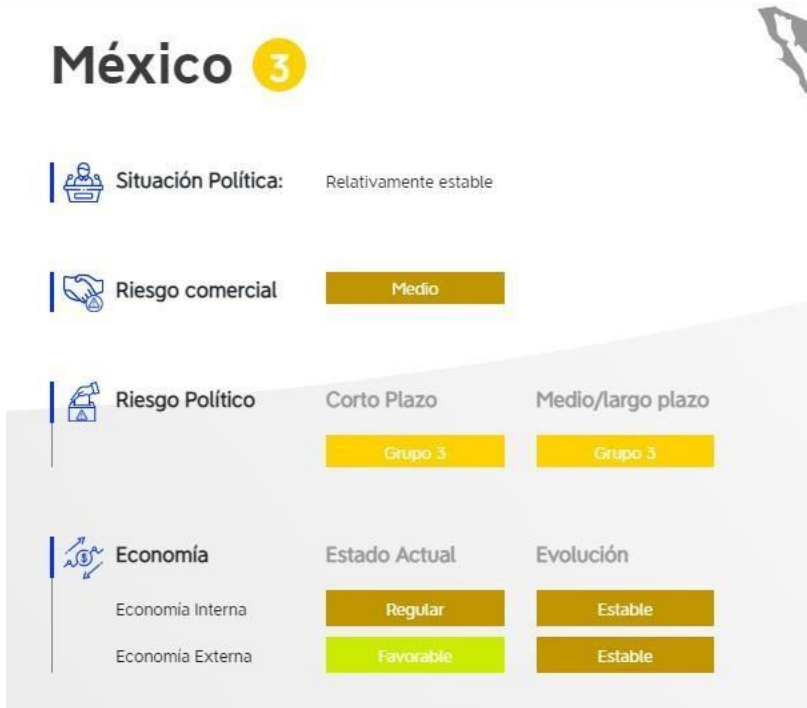 México 3
Situación Política: Relativamente estable
Riesgo comercial Medio
Riesgo Político Corto Plazo Medio/largo plazo
Grupo 3 Grupo 3
Economía Estado Actual Evolución
Economía Interna Regular Estable
Economía Externa Favorable Estable